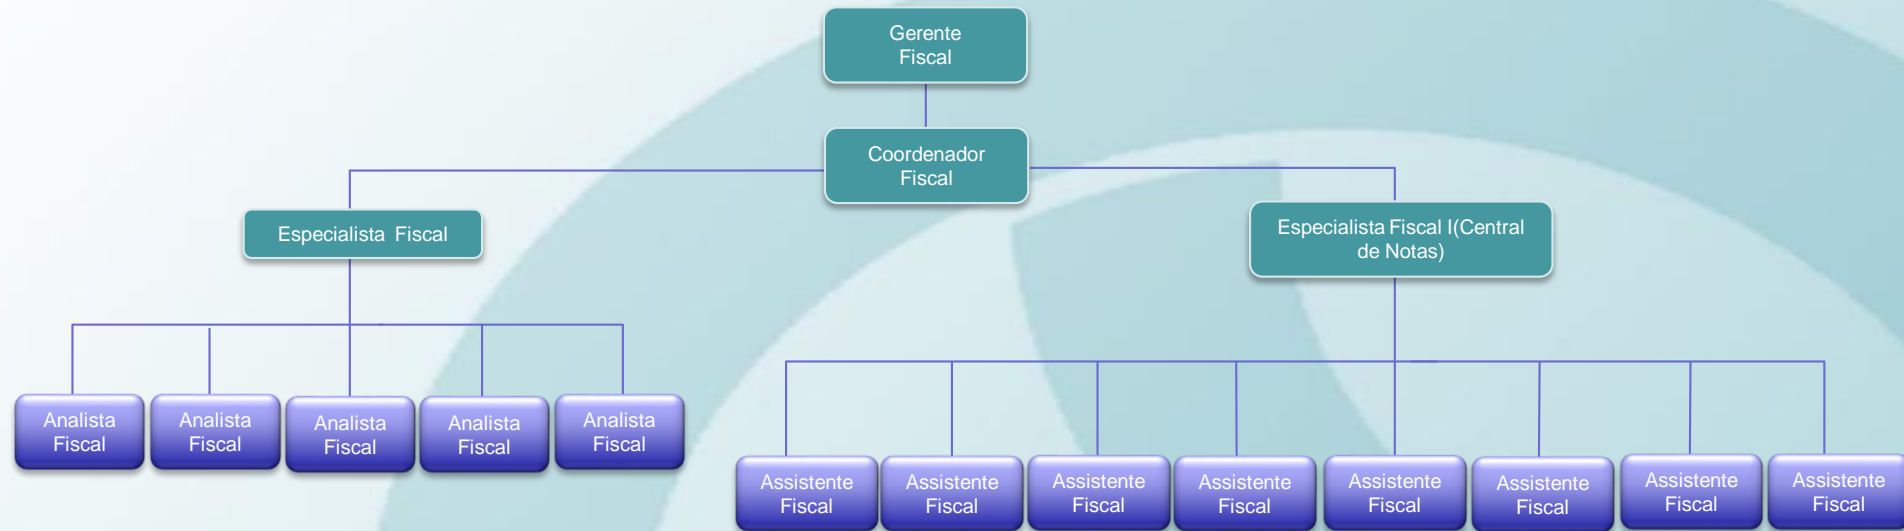 Gerente
Fiscal
Coordenador
Fiscal
Especialista Fiscal
Especialista Fiscal I(Central
de Notas)
Analista
Fiscal
Analista
Fiscal
Analista
Fiscal
Analista
Fiscal
Analista
Fiscal
Assistente
Fiscal
Assistente
Fiscal
Assistente
Fiscal
Assistente
Fiscal
Assistente
Fiscal
Assistente
Fiscal
Assistente
Fiscal
Assistente
Fiscal